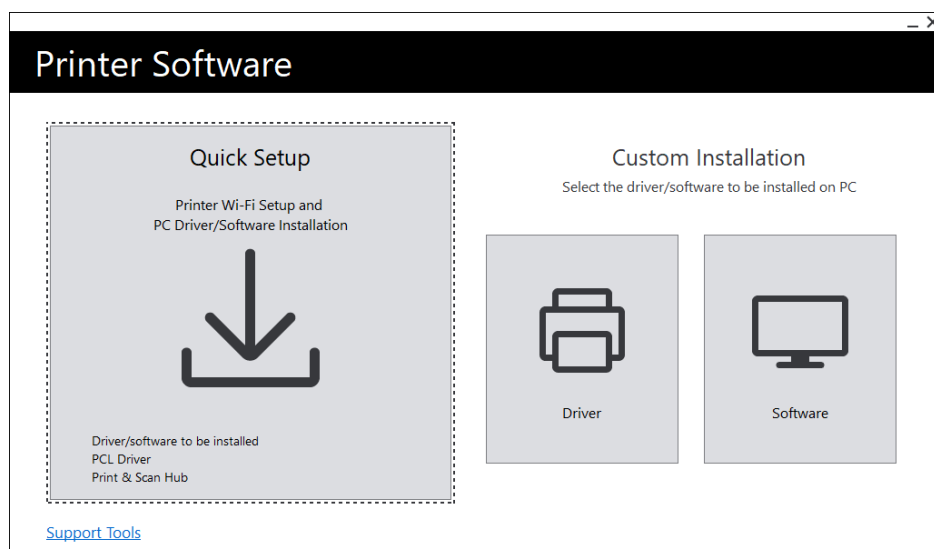 Printer Software
Quick Setup
Printer Wi-Fi Setup and
PC Driver/Software Installation
Driver/software to be installed
PCL Driver
Print & Scan Hub
Custom Installation
Select the driver/software to be installed on PC
Driver
Software
Support Tools